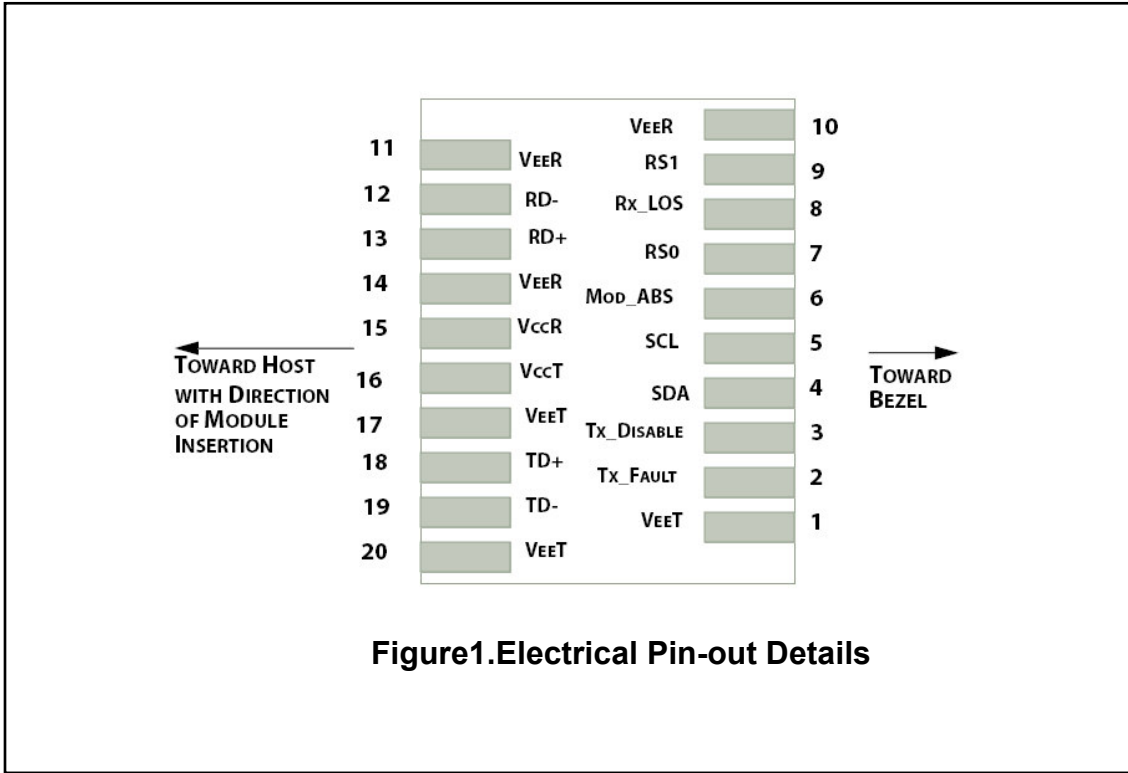 11 VEER
12 RD-
13 RD+
14 VEER
15 VccR
16 VccT
17 VEET
18 TD+
19 TD-
20 VEET
VEER 10
RS1 9
Rx_LOS 8
RS0 7
MOD_ABS 6
SCL 5
SDA 4
TX_DISABLE 3
TX_FAULT 2
VEET 1
TOWARD HOST
WITH DIRECTION
OF MODULE
INSERTION
TOWARD
BEZEL
Figure1.Electrical Pin-out Details